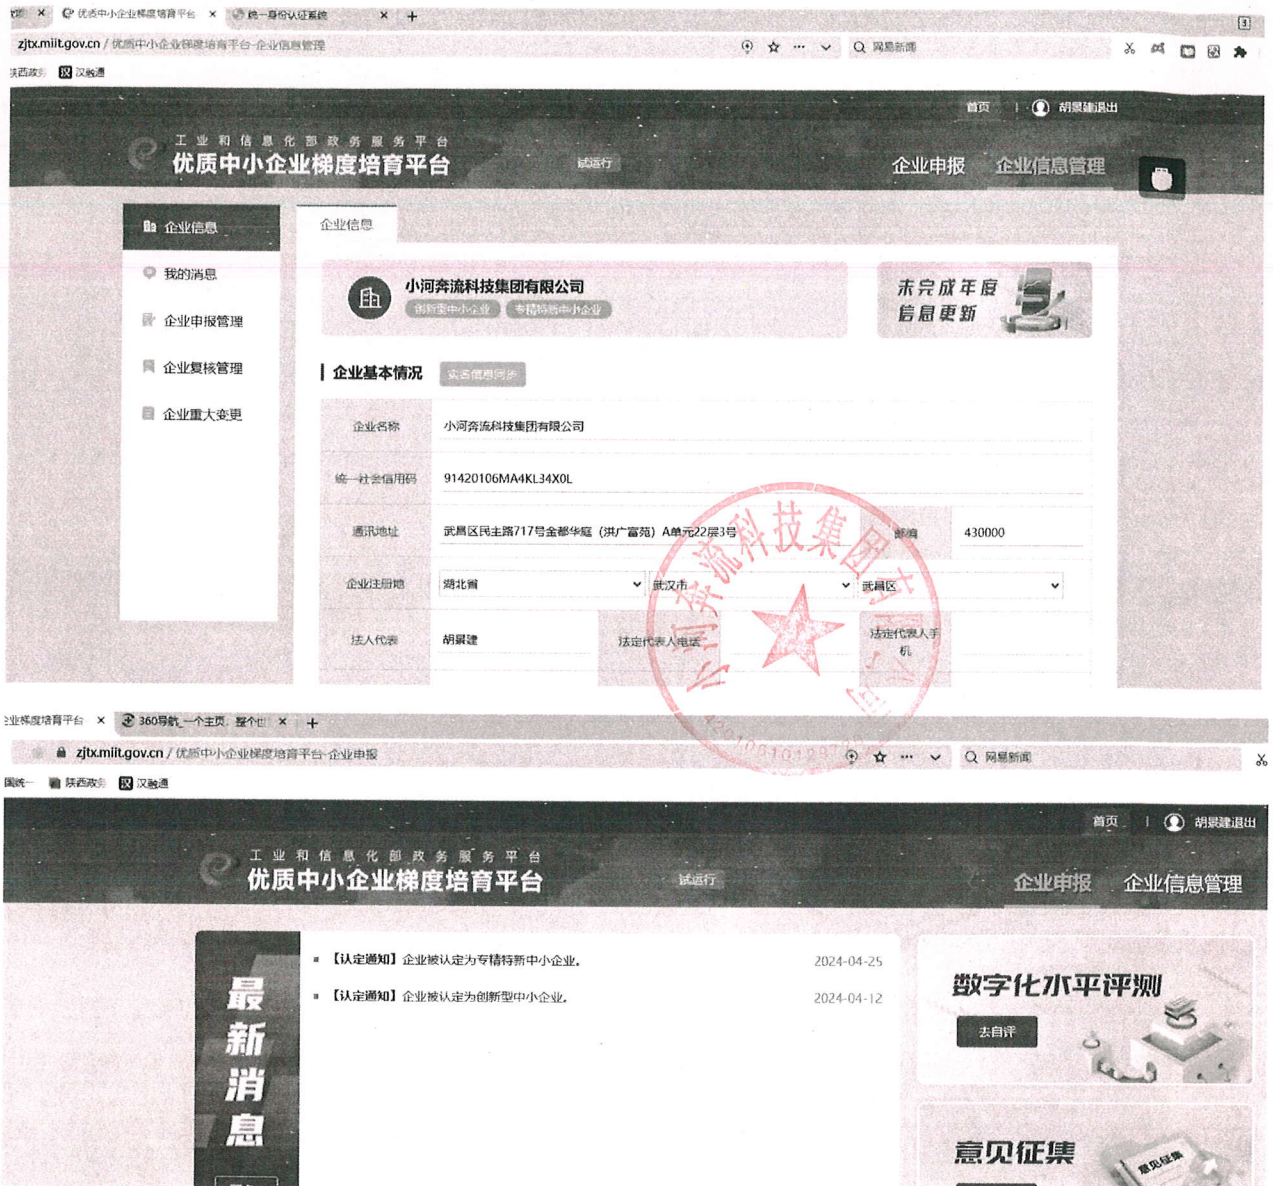 优质中小企业梯度培育平台 × 统一身份认证系统 × +
zjtx.miit.gov.cn / 优质中小企业梯度培育平台-企业信息管理 网易新闻
陕西政务 汉融通
首页 | 胡景建退出
工业和信息化部政务服务平台
优质中小企业梯度培育平台 试运行 企业申报 企业信息管理
企业信息
我的消息
企业申报管理
企业复核管理
企业重大变更
企业信息
小河奔流科技集团有限公司
创新型中小企业 专精特新中小企业
未完成年度
信息更新
企业基本情况 实名信息同步
企业名称 小河奔流科技集团有限公司
统一社会信用码 91420106MA4KL34X0L
通讯地址 武昌区民主路717号金都华庭（洪广富苑）A单元22层3号 邮编 430000
企业注册地 湖北省 武汉市 武昌区
法人代表 胡景建 法定代表人电话 法定代表人手机
小河奔流科技集团有限公司
企业梯度培育平台 × 360导航_一个主页，整个世 × +
zjtx.miit.gov.cn / 优质中小企业梯度培育平台-企业申报 网易新闻
国统一 陕西政务 汉融通
首页 | 胡景建退出
工业和信息化部政务服务平台
优质中小企业梯度培育平台 试运行 企业申报 企业信息管理
最新消息
【认定通知】企业被认定为专精特新中小企业。 2024-04-25
【认定通知】企业被认定为创新型中小企业。 2024-04-12
数字化水平评测
去自评
意见征集
意见征集